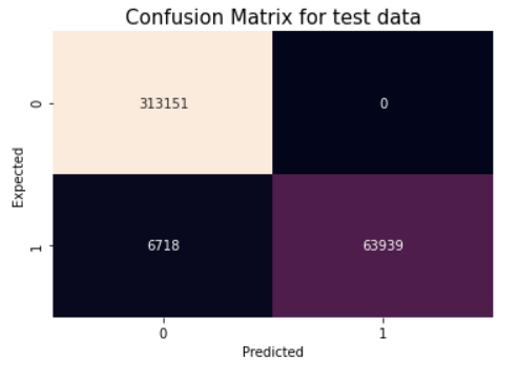 Confusion Matrix for test data
0
313151
0
Expected
1
6718
63939
0
1
Predicted